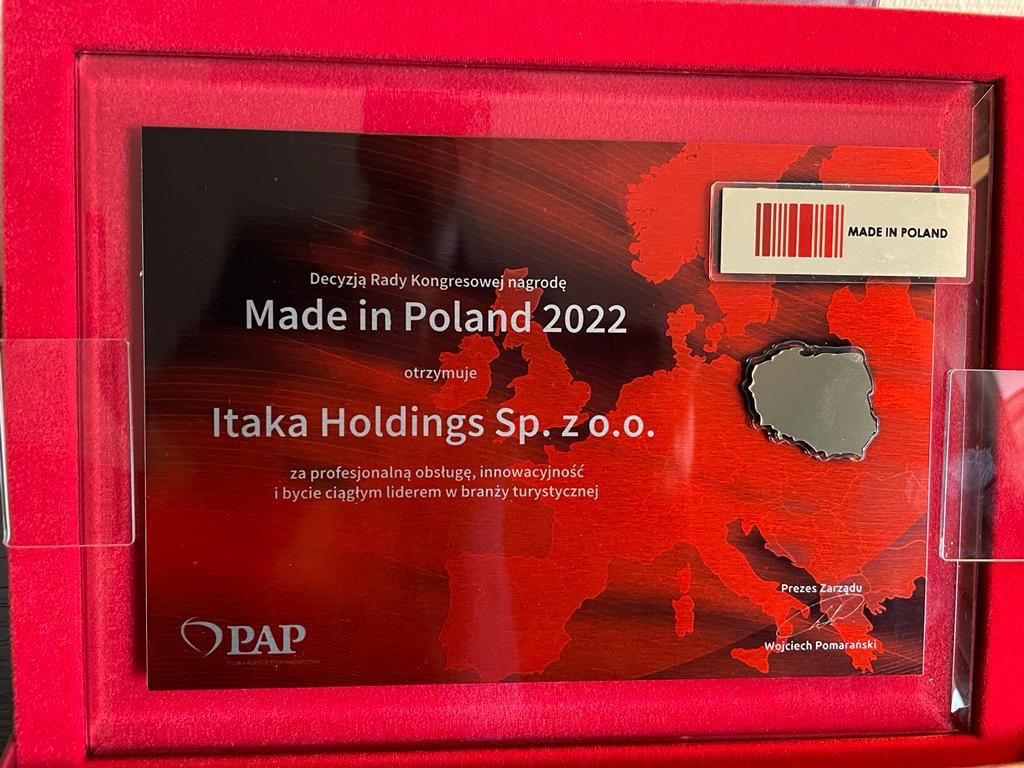 MADE IN POLAND
Decyzją Rady Kongresowej nagrodę
Made in Poland 2022
otrzymuje
Itaka Holdings Sp. z o.o.
za profesjonalną obsługę, innowacyjność
i bycie ciągłym liderem w branży turystycznej
Prezes Zarządu
Wojciech Pomarański
PAP